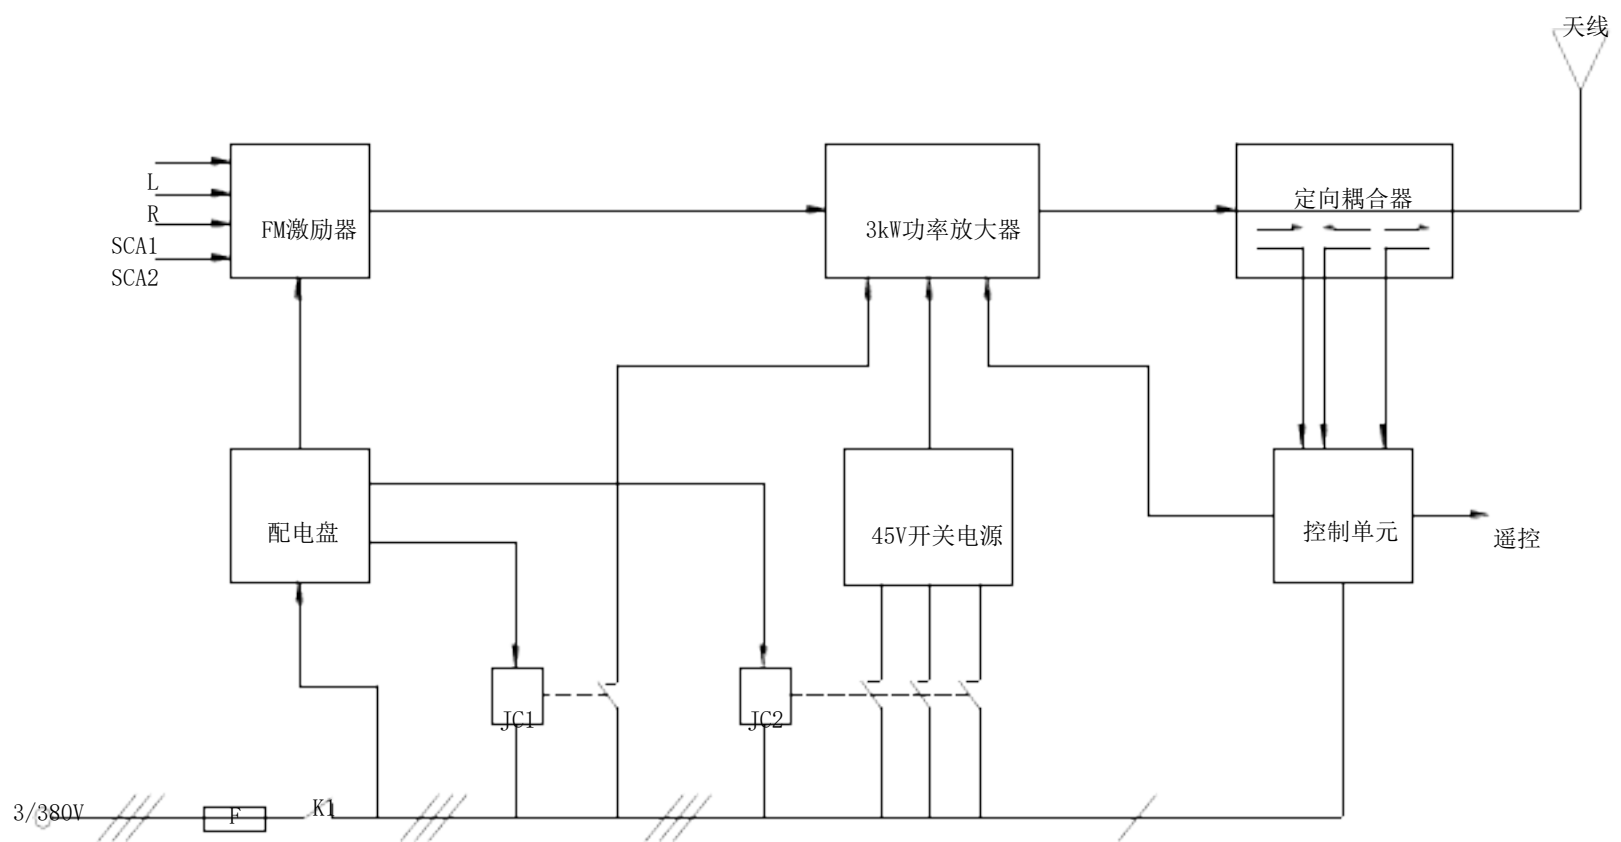 天线
L
R
SCA1
SCA2
FM激励器
3kW功率放大器
定向耦合器
配电盘
45V开关电源
控制单元
遥控
JC1
JC2
3/380V
F
K1